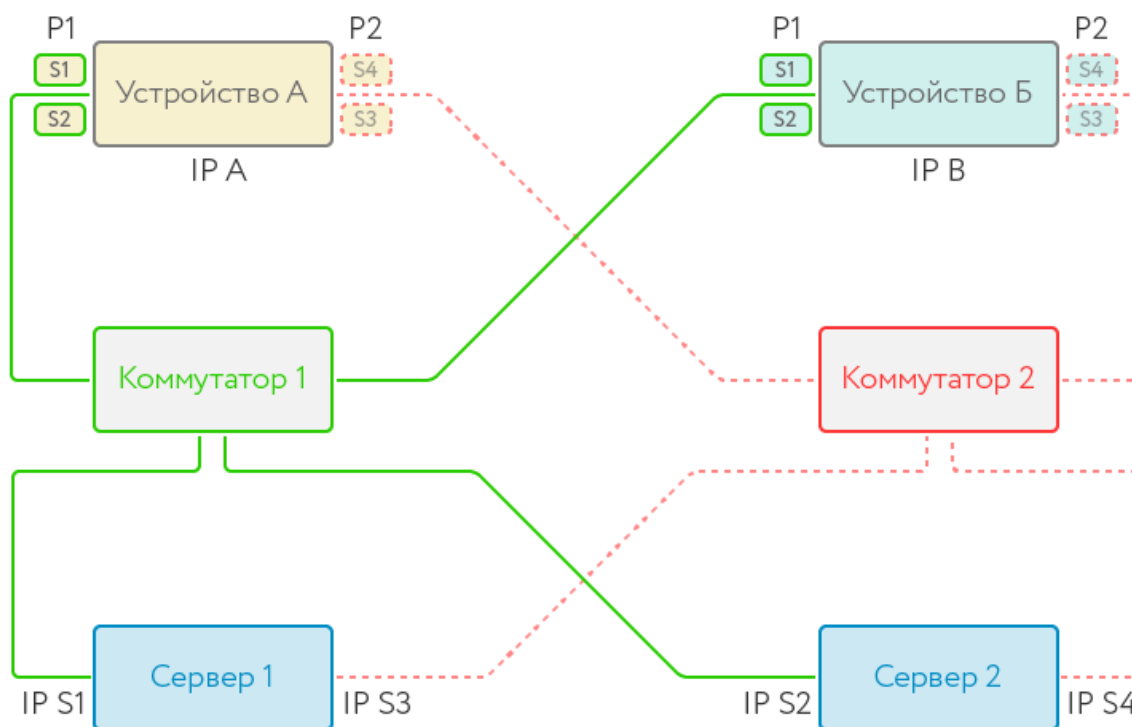 P1 P2 P1 P2
S1 S4 S1 S4
Устройство А Устройство Б
S2 S3 S2 S3
IP A IP B
Коммутатор 1 Коммутатор 2
Сервер 1 Сервер 2
IP S1 IP S3 IP S2 IP S4